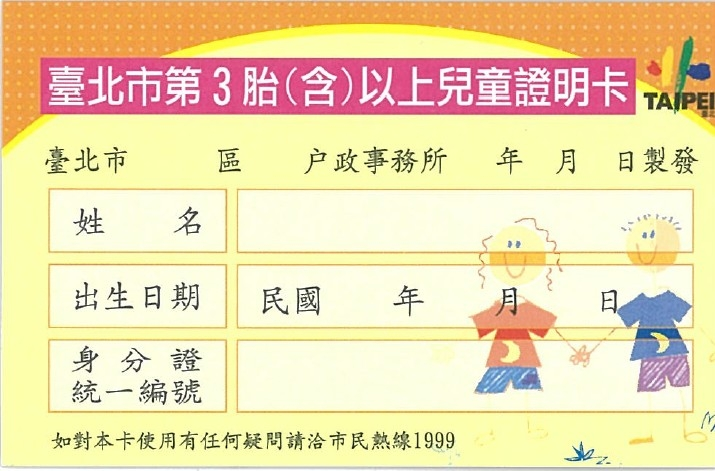 臺北市第3胎(含)以上兒童證明卡
TAIPEI
臺北市 區 户政事務所 年 月 日製發
姓 名
出生日期 民國 年 月 日
身分證
統一編號
如對本卡使用有任何疑問請洽市民熱線1999